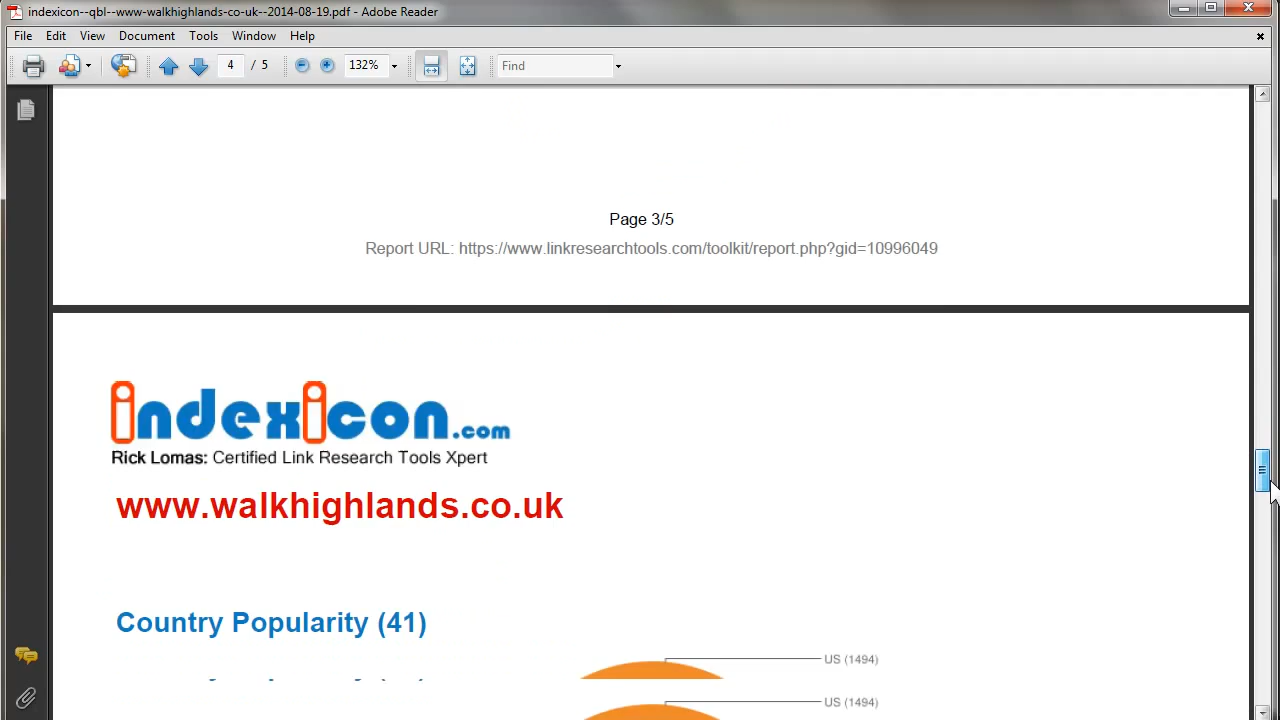 indexicon--qbl--www-walkhighlands-co-uk--2014-08-19.pdf - Adobe Reader
File Edit View Document Tools Window Help
4 / 5 132% Find
Page 3/5
Report URL: https://www.linkresearchtools.com/toolkit/report.php?gid=10996049
indexicon.com
Rick Lomas: Certified Link Research Tools Xpert
www.walkhighlands.co.uk
Country Popularity (41)
US (1494)
US (1494)